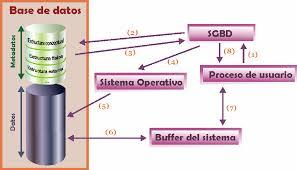 Base de datos
Metadatos
Estructura conceptual
Estructura física
Estructura externa
Datos
SGBD
Sistema Operativo
Proceso de usuario
Buffer del sistema
(1)
(2)
(3)
(4)
(5)
(6)
(7)
(8)